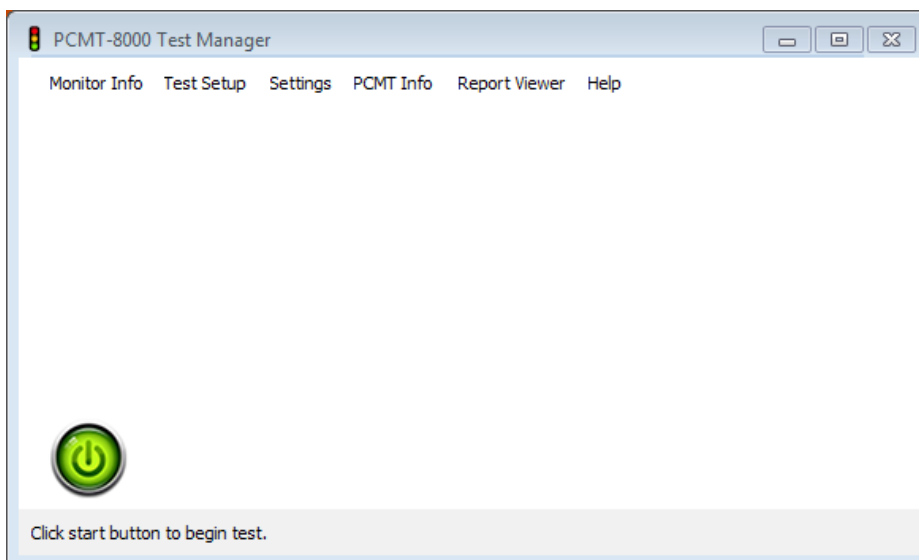 PCMT-8000 Test Manager
Monitor Info Test Setup Settings PCMT Info Report Viewer Help
Click start button to begin test.